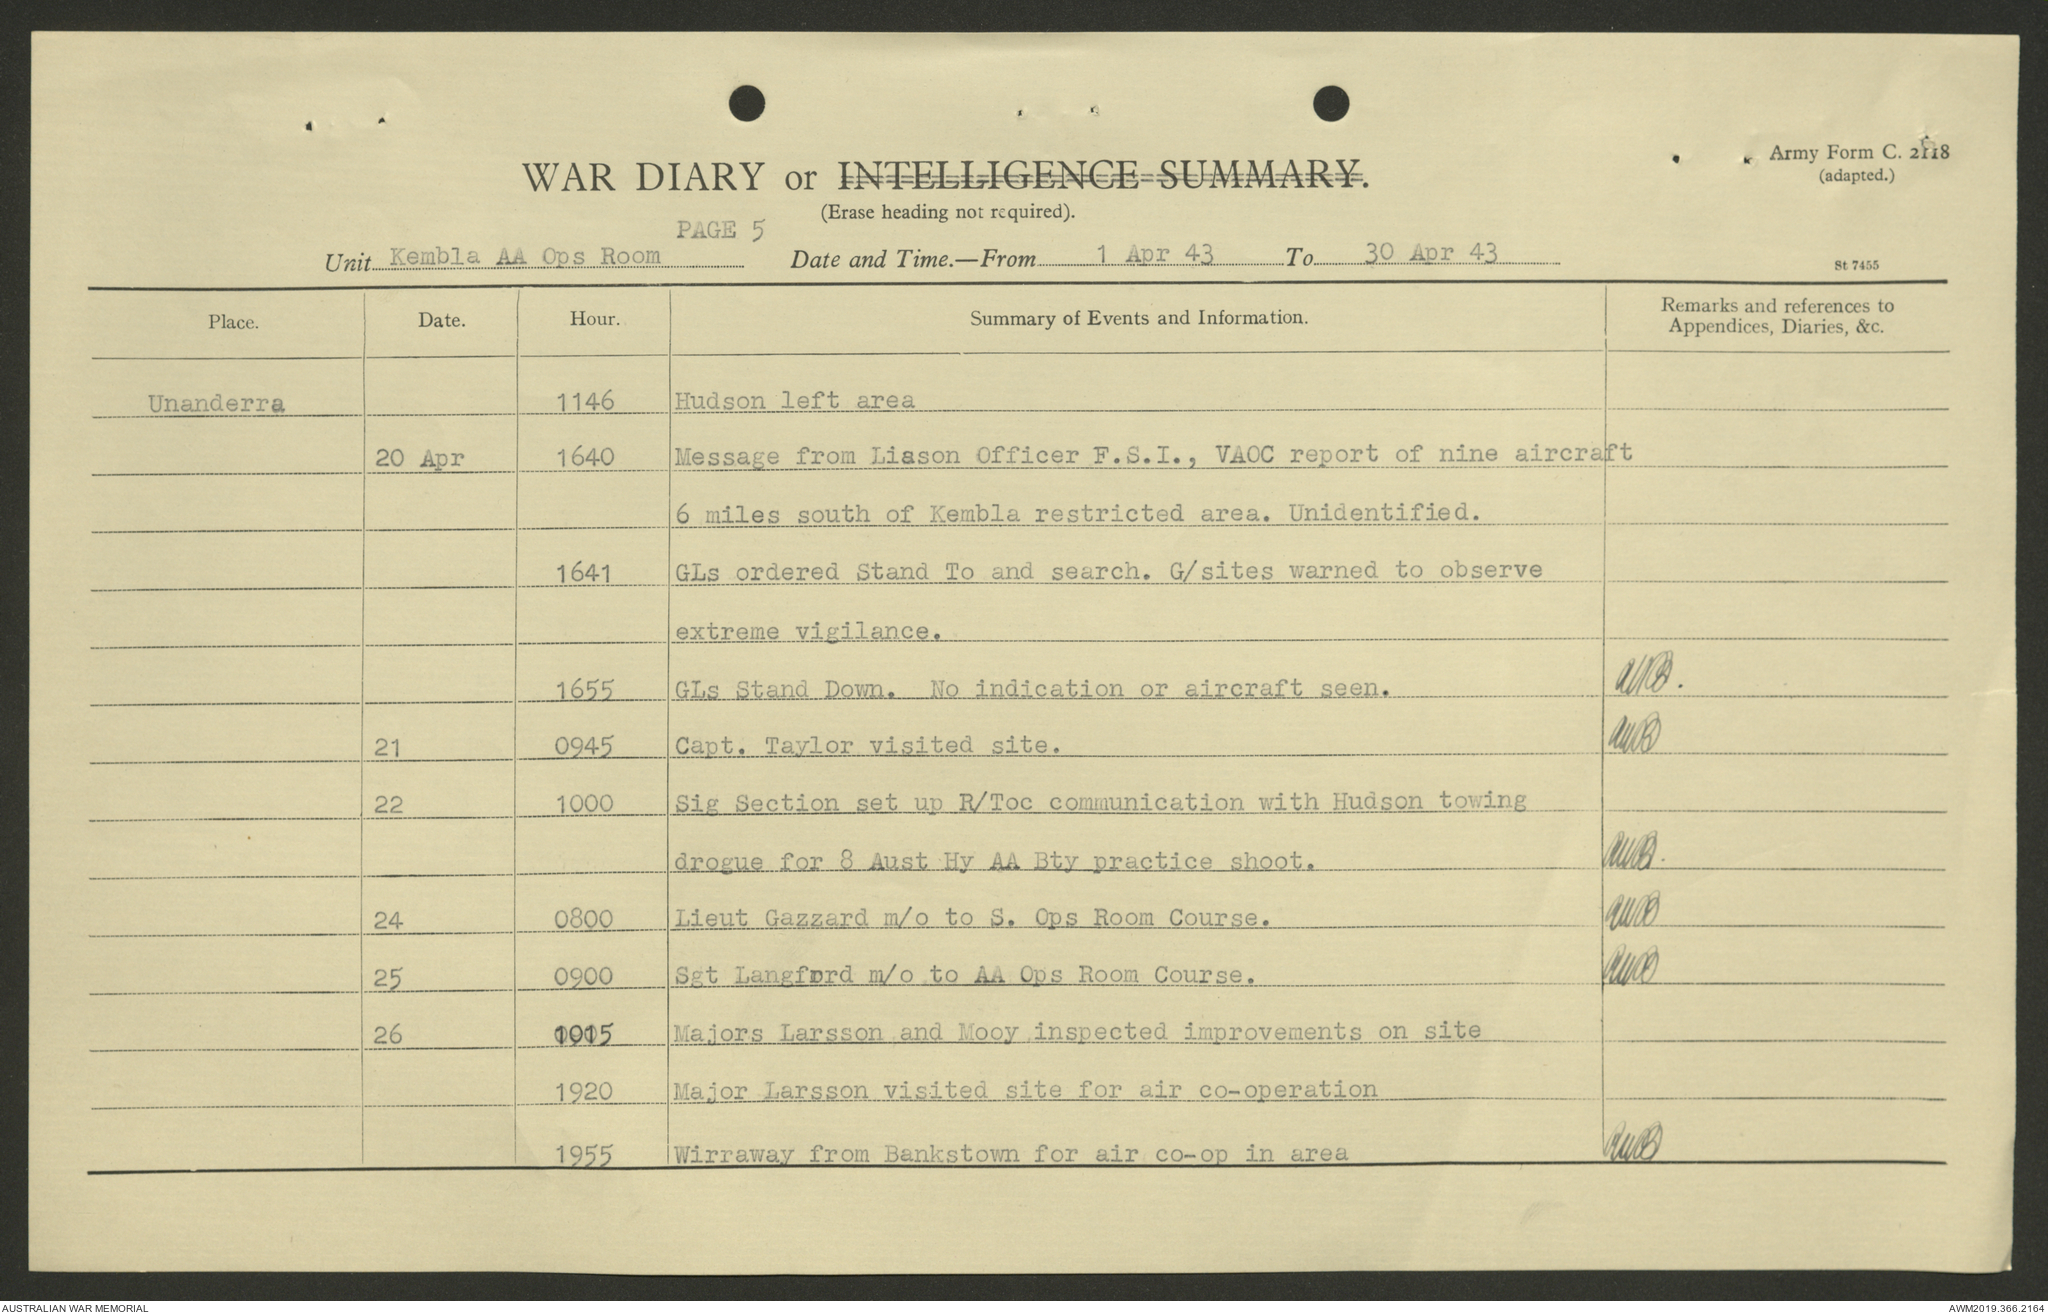 Army Form C. 2118
(adapted.)
WAR DIARY or INTELLIGENCE SUMMARY.
(Erase heading not required).
PAGE 5
Unit Kembla AA Ops Room Date and Time.—From 1 Apr 43 To 30 Apr 43
St 7455
Place. Date. Hour. Summary of Events and Information. Remarks and references to
Appendices, Diaries, &c.
Unanderra 1146 Hudson left area
20 Apr 1640 Message from Liason Officer F.S.I., VAOC report of nine aircraft
6 miles south of Kembla restricted area. Unidentified.
1641 GLs ordered Stand To and search. G/sites warned to observe
extreme vigilance.
1655 GLs Stand Down. No indication or aircraft seen.
21 0945 Capt. Taylor visited site.
22 1000 Sig Section set up R/Toc communication with Hudson towing
drogue for 8 Aust Hy AA Bty practice shoot.
24 0800 Lieut Gazzard m/o to S. Ops Room Course.
25 0900 Sgt Langford m/o to AA Ops Room Course.
26 1015 Majors Larsson and Mooy inspected improvements on site
1920 Major Larsson visited site for air co-operation
1955 Wirraway from Bankstown for air co-op in area
AUSTRALIAN WAR MEMORIAL AWM2019.366.2164